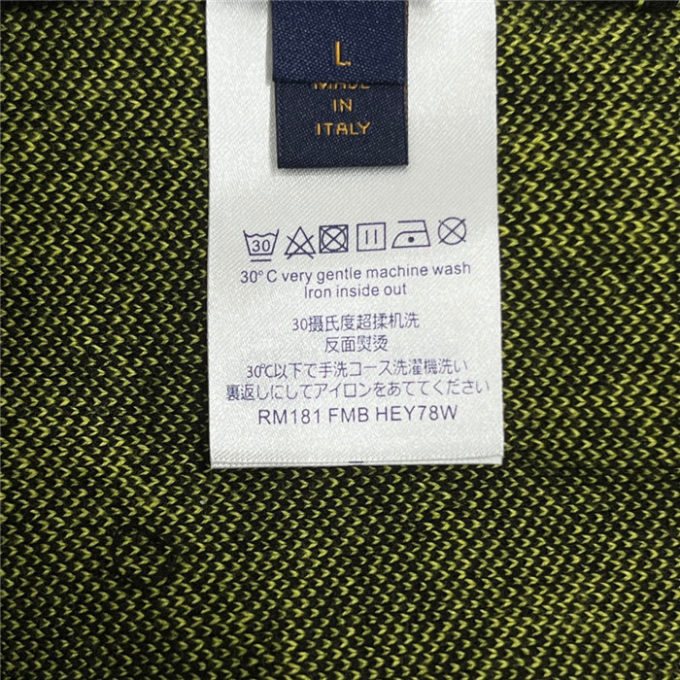 L
MADE
IN
ITALY
30
30°C very gentle machine wash
Iron inside out
30摄氏度超揉机洗
反面熨烫
30℃以下で手洗コース洗濯機洗い
裏返しにしてアイロンをあててください
RM181 FMB HEY78W